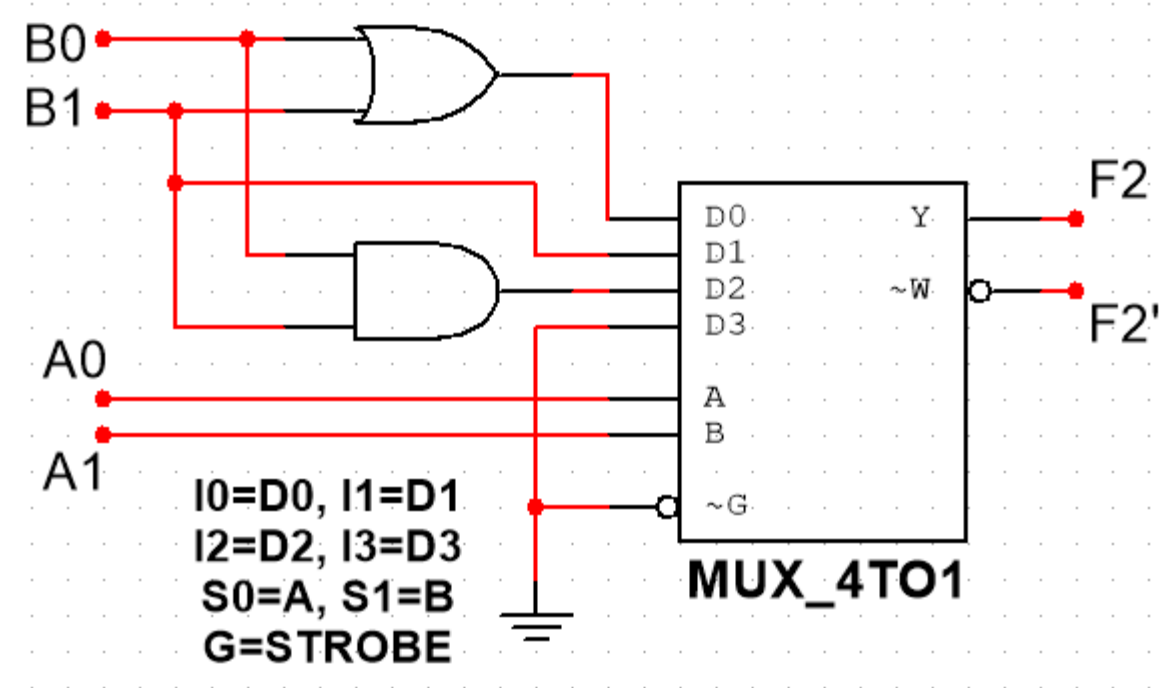 B0
B1
F2
D0
Y
D1
D2
~W
D3
F2'
A0
A
B
A1
I0=D0, I1=D1
~G
I2=D2, I3=D3
MUX_4TO1
S0=A, S1=B
G=STROBE